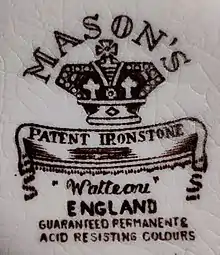 MASON'S
PATENT IRONSTONE
"Watteau"
ENGLAND
GUARANTEED PERMANENT &
ACID RESISTING COLOURS